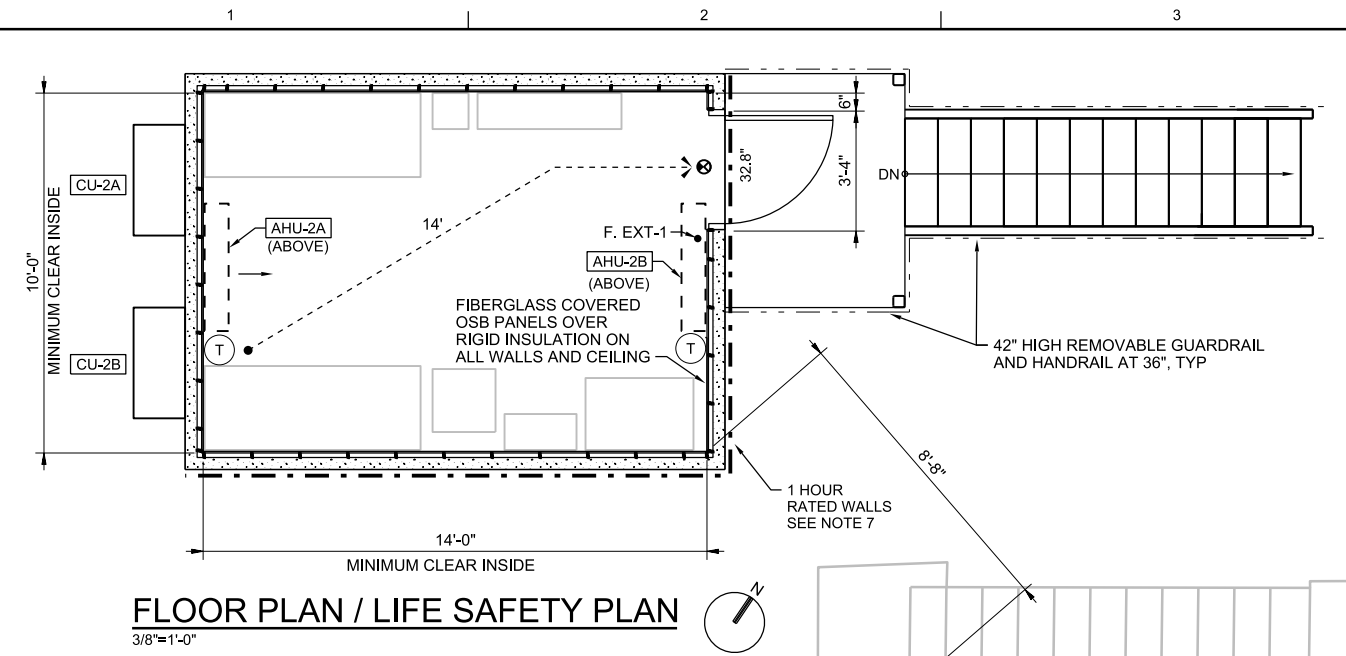 1
2
3
6"
CU-2A
32.8"
3'-4"
DN
10'-0"
MINIMUM CLEAR INSIDE
14'
AHU-2A
(ABOVE)
F. EXT-1
AHU-2B
(ABOVE)
FIBERGLASS COVERED
OSB PANELS OVER
RIGID INSULATION ON
ALL WALLS AND CEILING
T
T
CU-2B
42" HIGH REMOVABLE GUARDRAIL
AND HANDRAIL AT 36", TYP
8'-8"
1 HOUR
RATED WALLS
SEE NOTE 7
14'-0"
MINIMUM CLEAR INSIDE
FLOOR PLAN / LIFE SAFETY PLAN
3/8"=1'-0"
N